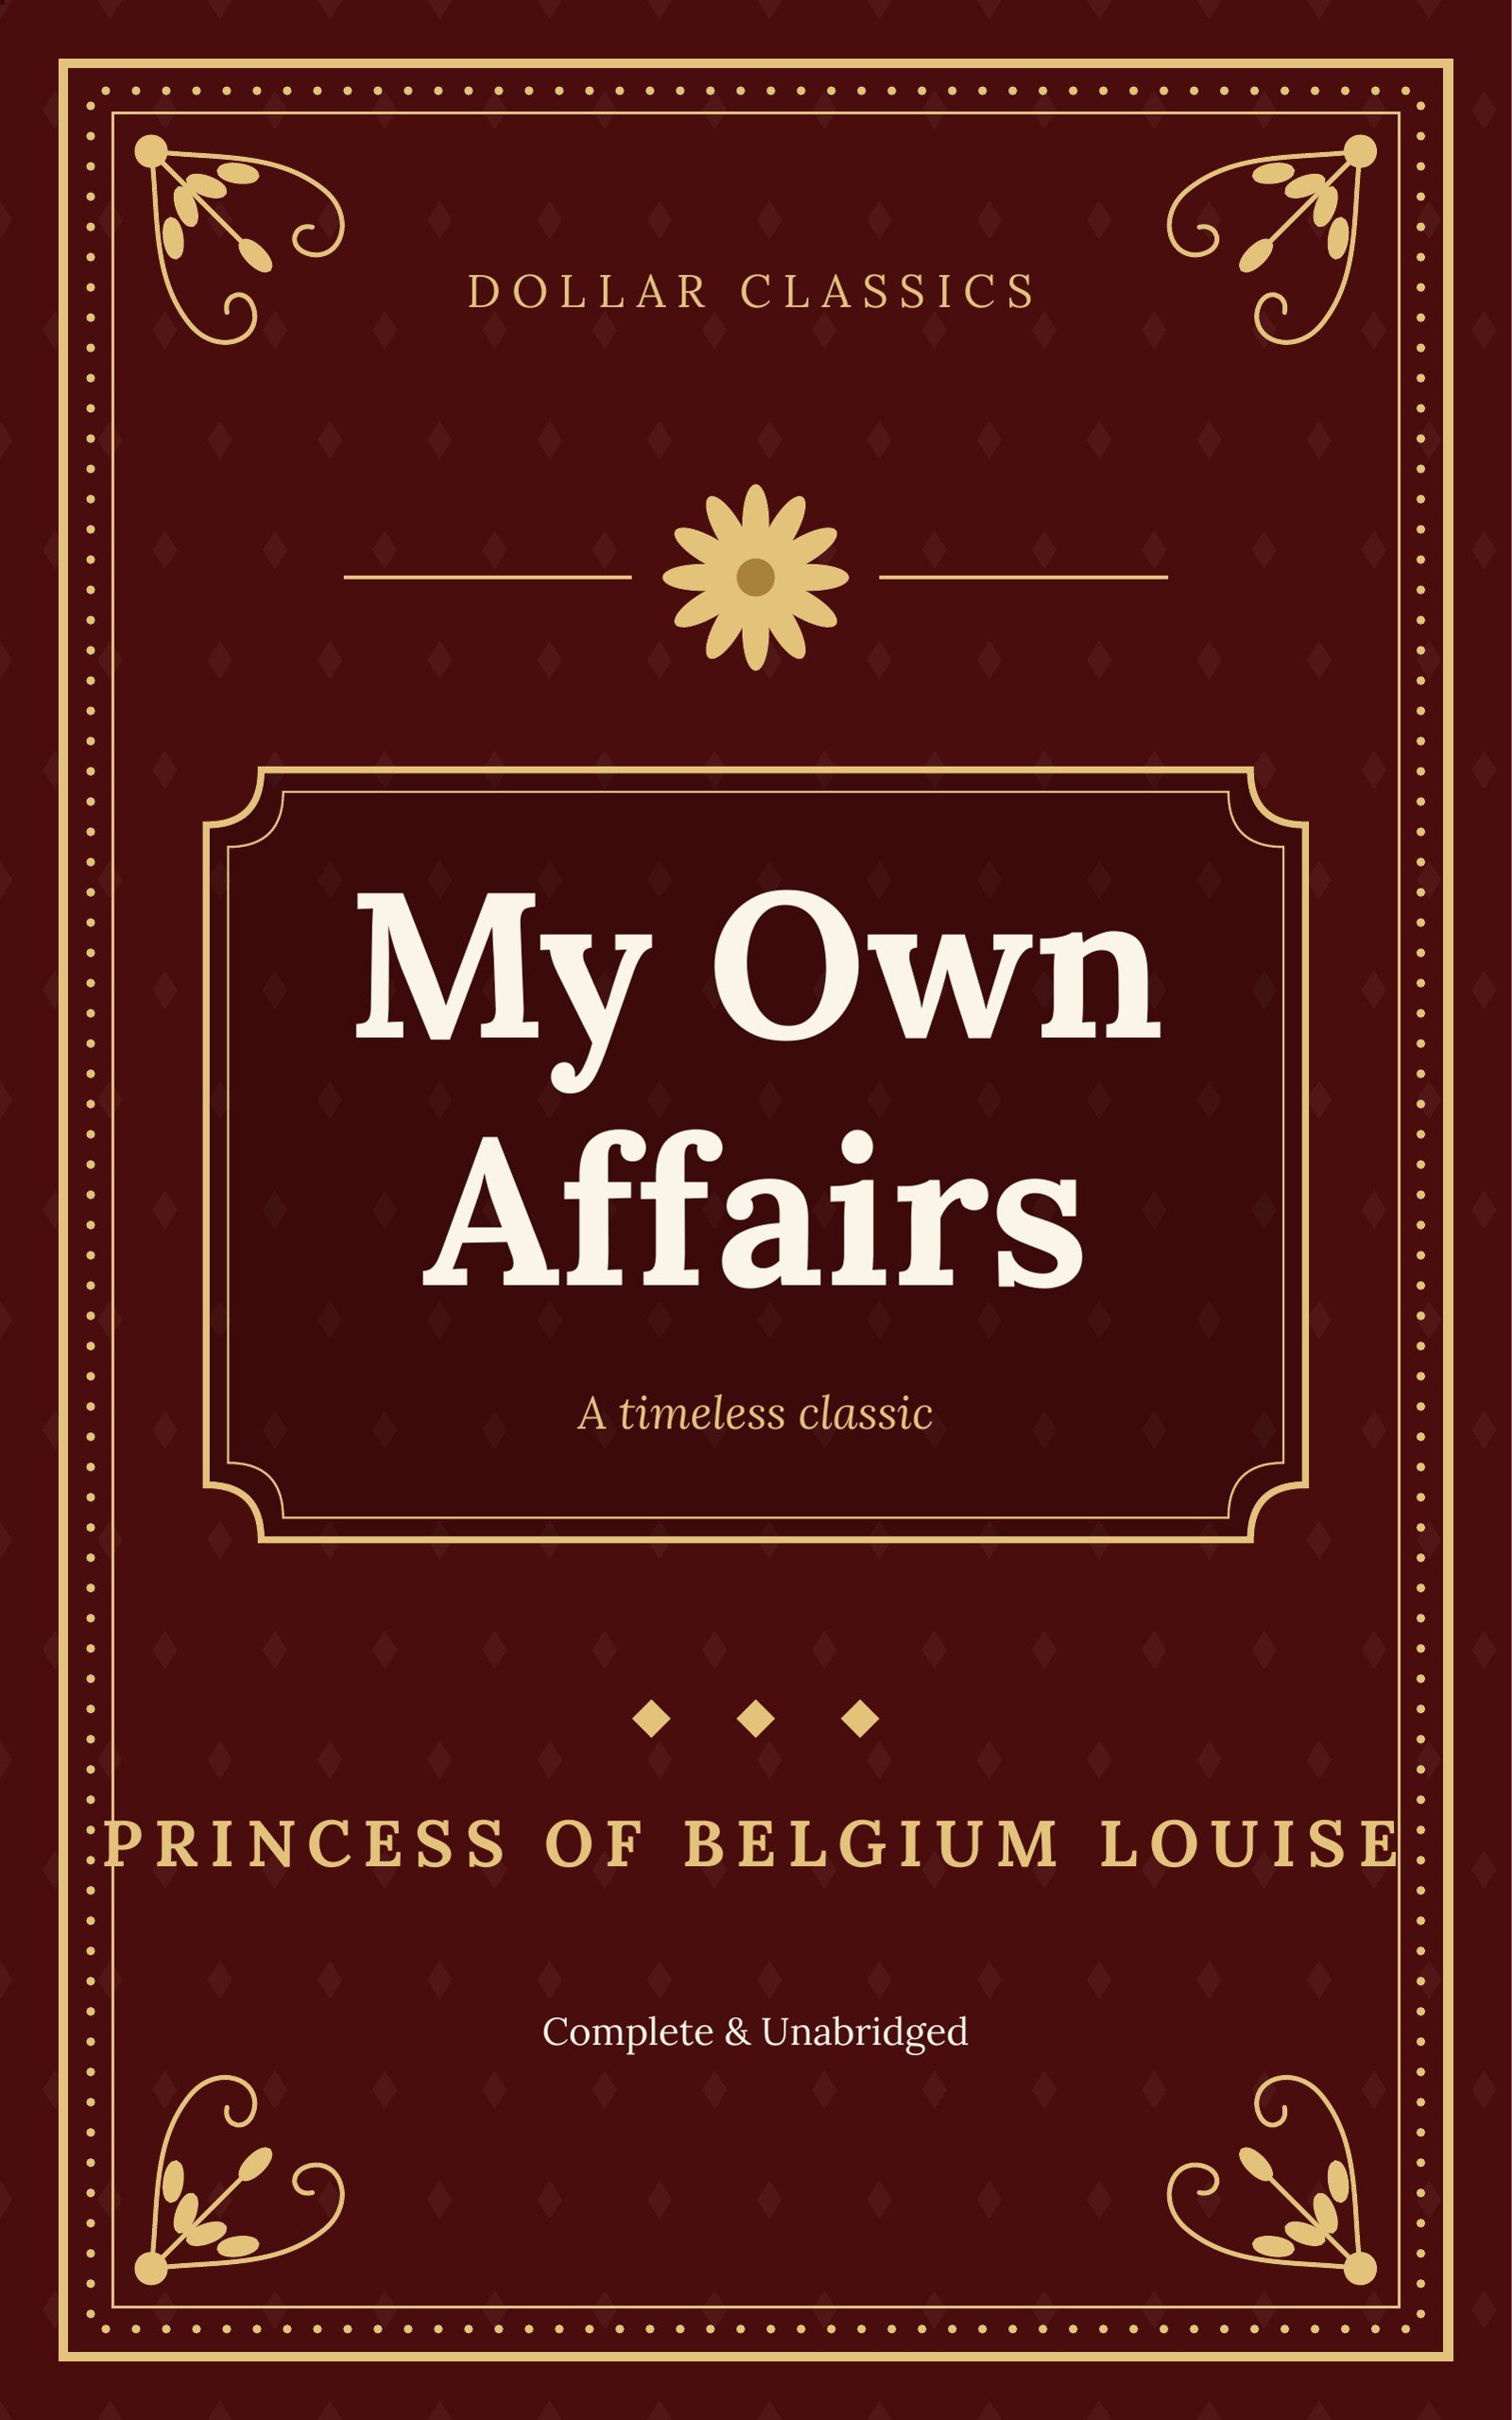 DOLLAR CLASSICS
My Own
Affairs
A timeless classic
PRINCESS OF BELGIUM LOUISE
Complete & Unabridged